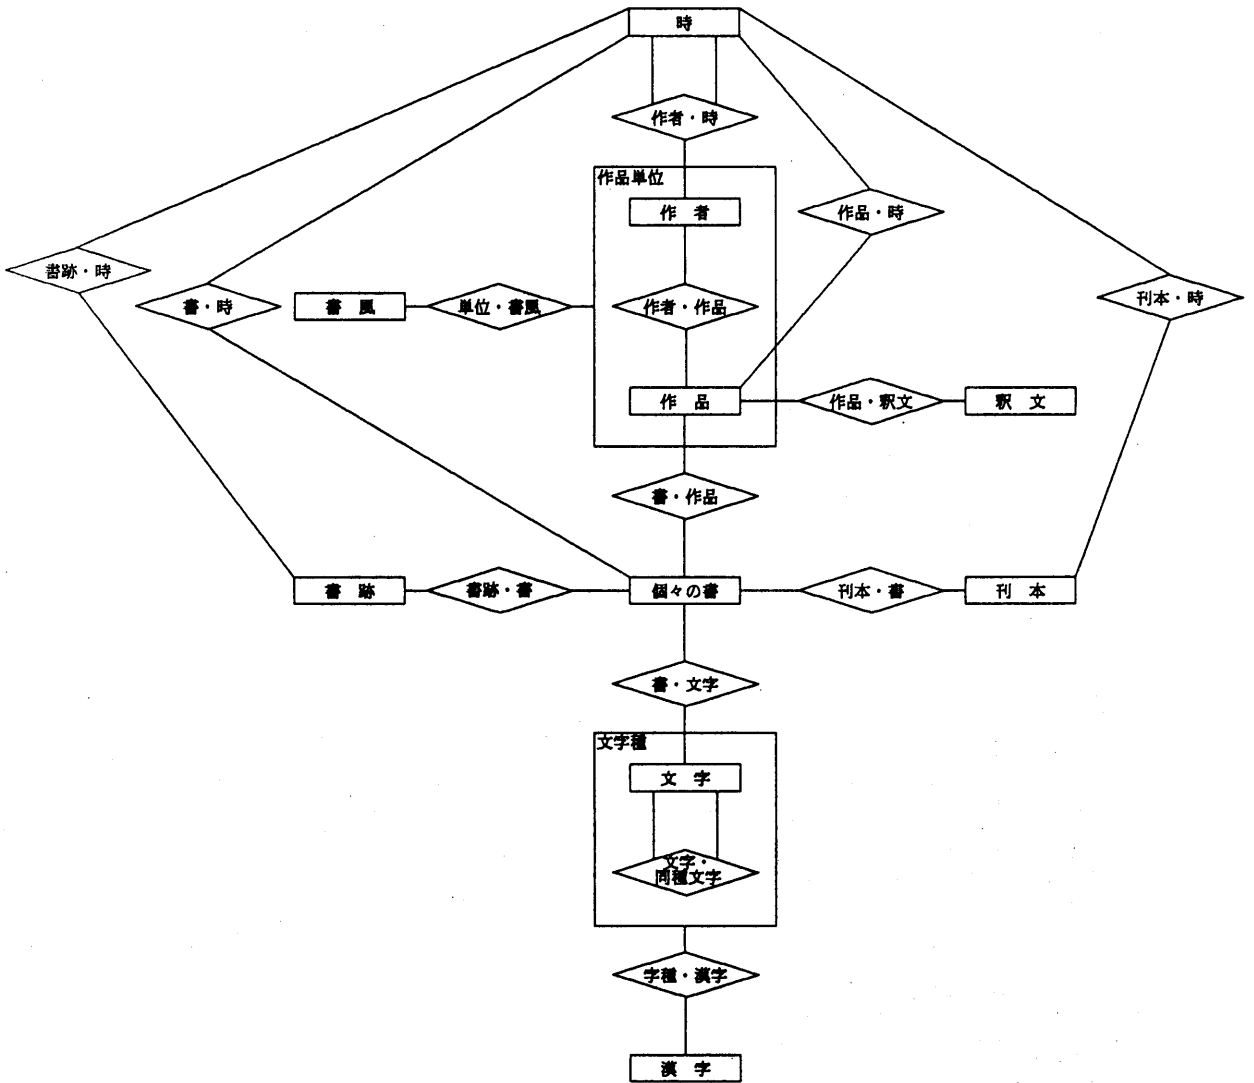 時
作者・時
作品単位
作者
作品・時
書跡・時
書・時
書風
単位・書風
作者・作品
刊本・時
作品
作品・釈文
釈文
書・作品
書跡
書跡・書
個々の書
刊本・書
刊本
書・文字
文字種
文字
文字・
同種文字
字種・漢字
漢字